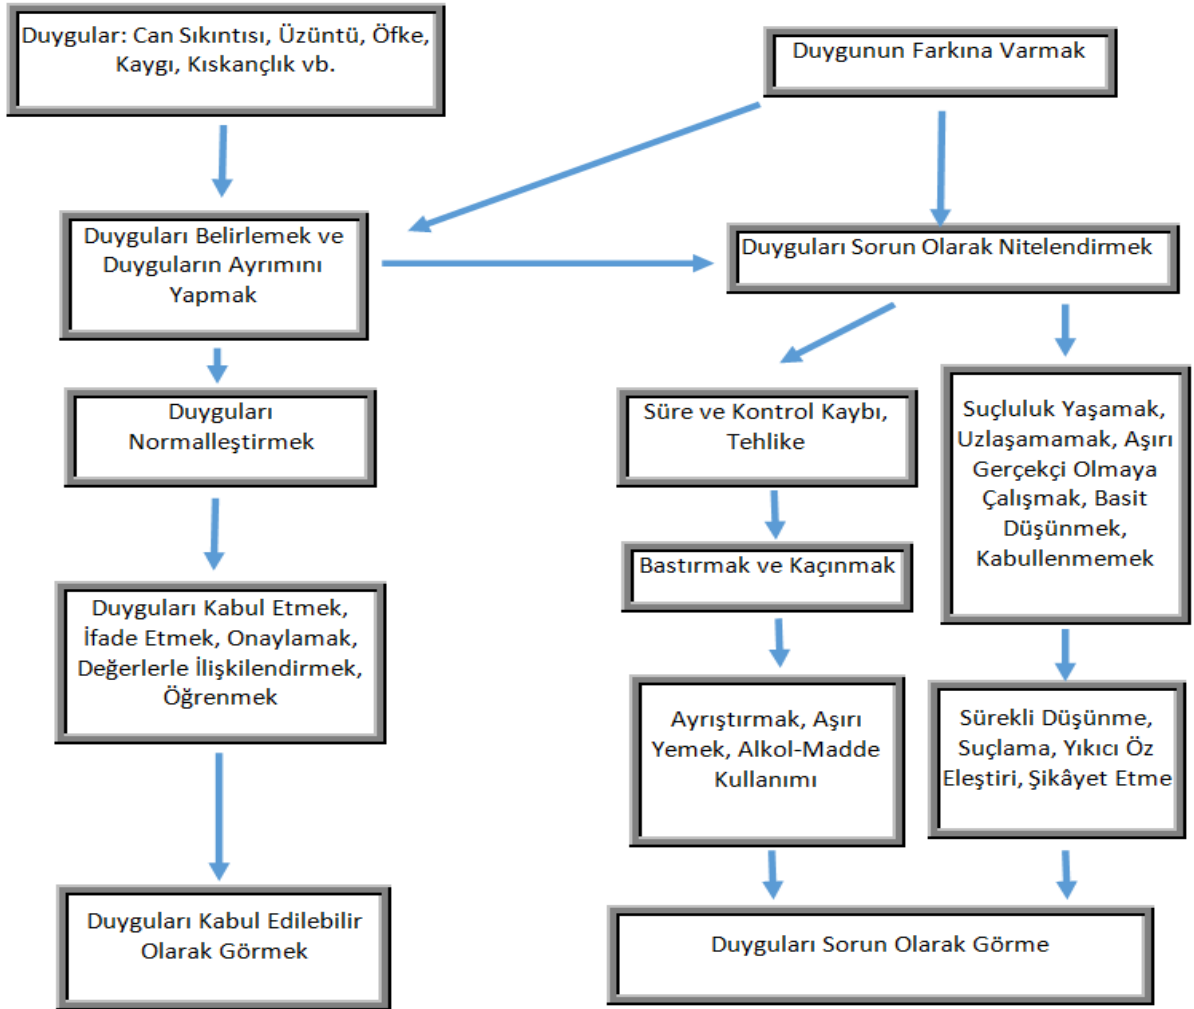 Duygular: Can Sıkıntısı, Üzüntü, Öfke,
Kaygı, Kıskançlık vb.
Duygunun Farkına Varmak
Duyguları Belirlemek ve
Duyguların Ayrımını
Yapmak
Duyguları Sorun Olarak Nitelendirmek
Duyguları
Normalleştirmek
Süre ve Kontrol Kaybı,
Tehlike
Suçluluk Yaşamak,
Uzlaşamamak, Aşırı
Gerçekçi Olmaya
Çalışmak, Basit
Düşünmek,
Kabullenmemek
Bastırmak ve Kaçınmak
Duyguları Kabul Etmek,
İfade Etmek, Onaylamak,
Değerlerle İlişkilendirmek,
Öğrenmek
Ayrıştırmak, Aşırı
Yemek, Alkol-Madde
Kullanımı
Sürekli Düşünme,
Suçlama, Yıkıcı Öz
Eleştiri, Şikâyet Etme
Duyguları Kabul Edilebilir
Olarak Görmek
Duyguları Sorun Olarak Görme